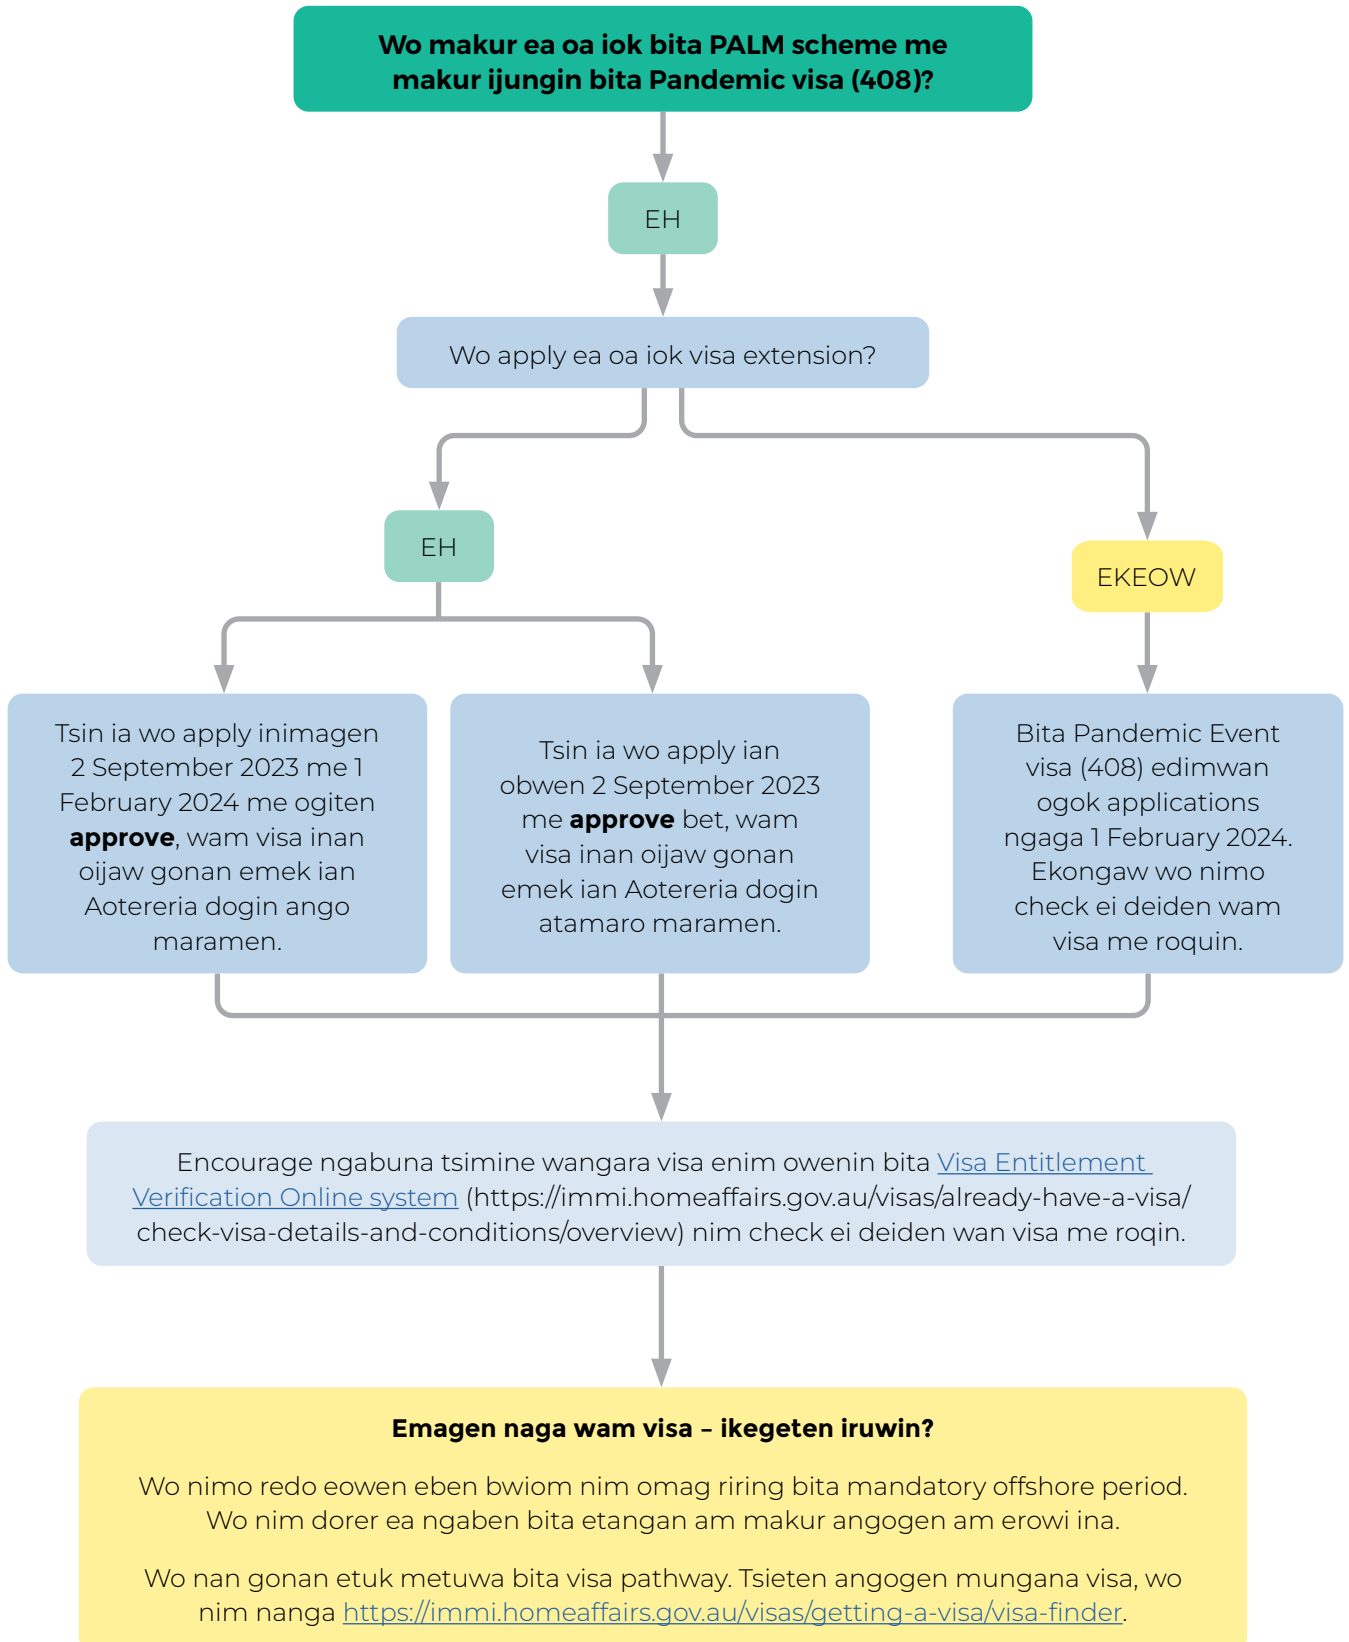 Wo makur ea oa iok bita PALM scheme me
makur ijungin bita Pandemic visa (408)?
EH
Wo apply ea oa iok visa extension?
EH
EKEOW
Tsin ia wo apply inimagen
2 September 2023 me 1
February 2024 me ogiten
approve, wam visa inan
oijaw gonan emek ian
Aotereria dogin ango
maramen.
Tsin ia wo apply ian
obwen 2 September 2023
me approve bet, wam
visa inan oijaw gonan
emek ian Aotereria dogin
atamaro maramen.
Bita Pandemic Event
visa (408) edimwan
ogok applications
ngaga 1 February 2024.
Ekongaw wo nimo
check ei deiden wam
visa me roquin.
Encourage ngabuna tsimine wangara visa enim owenin bita Visa Entitlement
Verification Online system (https://immi.homeaffairs.gov.au/visas/already-have-a-visa/
check-visa-details-and-conditions/overview) nim check ei deiden wan visa me roqin.
Emagen naga wam visa – ikegeten iruwin?
Wo nimo redo eowen eben bwiom nim omag riring bita mandatory offshore period.
Wo nim dorer ea ngaben bita etangan am makur angogen am erowi ina.
Wo nan gonan etuk metuwa bita visa pathway. Tsieten angogen mungana visa, wo
nim nanga https://immi.homeaffairs.gov.au/visas/getting-a-visa/visa-finder.